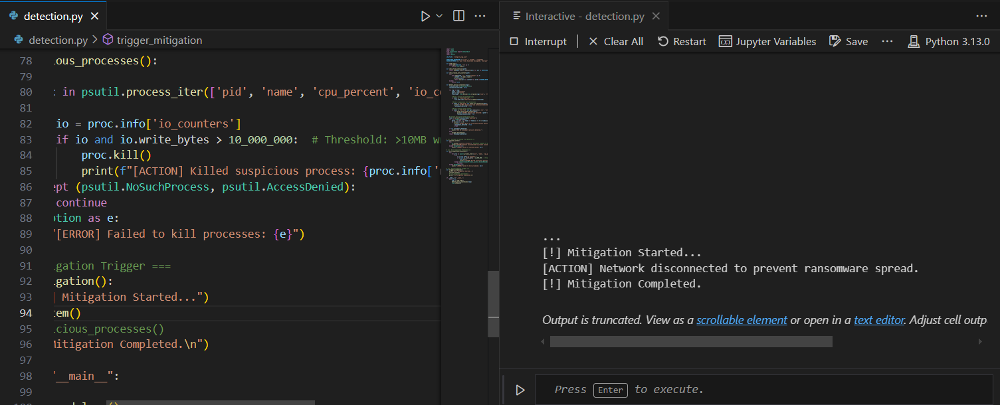 detection.py
detection.py > trigger_mitigation
78 ious_processes():
79
80 c in psutil.process_iter(['pid', 'name', 'cpu_percent', 'io_co
81
82 io = proc.info['io_counters']
83 if io and io.write_bytes > 10_000_000:  # Threshold: >10MB w
84 proc.kill()
85 print(f"[ACTION] Killed suspicious process: {proc.info['n
86 ept (psutil.NoSuchProcess, psutil.AccessDenied):
87 continue
88 ption as e:
89 "[ERROR] Failed to kill processes: {e}")
90
91 igation Trigger ===
92 igation():
93 Mitigation Started...")
94 tem()
95 icious_processes()
96 Mitigation Completed.\n")
97
98 "__main__":
99
Interactive - detection.py
Interrupt | Clear All Restart Jupyter Variables Save ... Python 3.13.0
...
[!] Mitigation Started...
[ACTION] Network disconnected to prevent ransomware spread.
[!] Mitigation Completed.
Output is truncated. View as a scrollable element or open in a text editor. Adjust cell outp
Press Enter to execute.